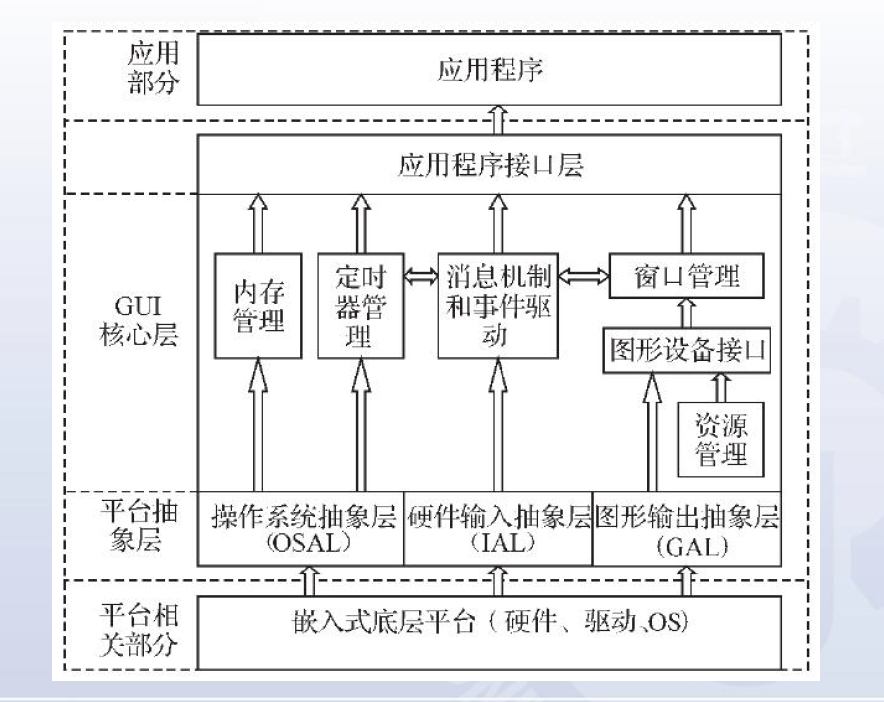 应用
部分
应用程序
应用程序接口层
GUI
核心层
内存
管理
定时
器管
理
消息机制
和事件驱
动
窗口管理
图形设备接口
资源
管理
平台抽
象层
操作系统抽象层
(OSAL)
硬件输入抽象层
(IAL)
图形输出抽象层
(GAL)
平台相
关部分
嵌入式底层平台（硬件、驱动、OS)